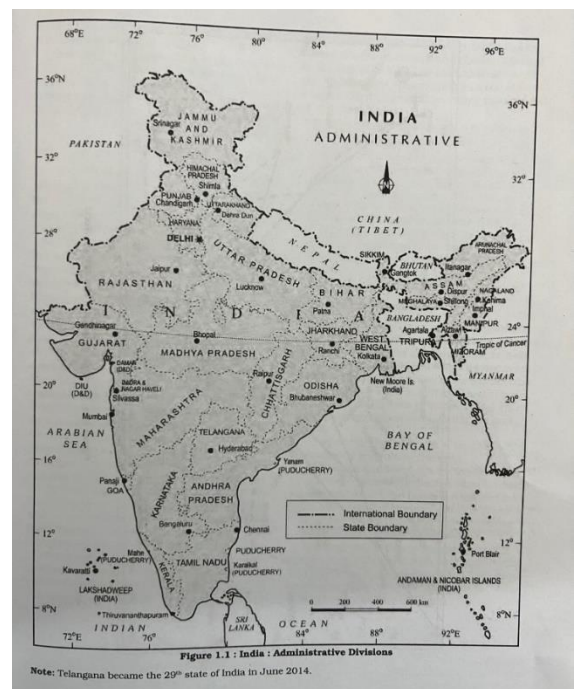 68°E 72° 76° 80° 84° 88° 92° 96°E
36°N 36°N
JAMMU
AND
KASHMIR
Srinagar
INDIA
ADMINISTRATIVE
N
PAKISTAN
32° 32°
HIMACHAL
PRADESH
Shimla
PUNJAB
Chandigarh
UTTARAKHAND
Dehra Dun
HARYANA
CHINA
(TIBET)
28° 28°
DELHI
NEPAL
SIKKIM
Gangtok
BHUTAN
ARUNACHAL
PRADESH
Itanagar
RAJASTHAN
Jaipur
UTTAR PRADESH
Lucknow
BIHAR
Patna
ASSAM
Dispur
NAGALAND
Kohima
MEGHALAYA
Shillong
Imphal
MANIPUR
INDIA
BANGLADESH
24° 24°
Gandhinagar
GUJARAT
Bhopal
MADHYA PRADESH
JHARKHAND
Ranchi
WEST
BENGAL
Kolkata
Agartala
TRIPURA
Aizawl
MIZORAM
Tropic of Cancer
MYANMAR
DIU
(D&D)
DAMAN
(D&D)
DADRA &
NAGAR HAVELI
Silvassa
Raipur
CHHATTISGARH
ODISHA
Bhubaneshwar
New Moore Is.
(India)
20° 20°
Mumbai
MAHARASHTRA
ARABIAN
SEA
TELANGANA
Hyderabad
BAY OF
BENGAL
Yanam
(PUDUCHERRY)
16° 16°
Panaji
GOA
KARNATAKA
ANDHRA
PRADESH
International Boundary
State Boundary
Bengaluru
Chennai
12° 12°
Mahe
(PUDUCHERRY)
PUDUCHERRY
Karaikal
(PUDUCHERRY)
TAMIL NADU
KERALA
Kavaratti
LAKSHADWEEP
(INDIA)
Port Blair
ANDAMAN & NICOBAR ISLANDS
(INDIA)
0 200 400 600 km
8°N 8°N
Thiruvananthapuram
SRI
LANKA
INDIAN OCEAN
72°E 76° 80° 84° 88° 92°E
Figure 1.1 : India : Administrative Divisions
Note: Telangana became the 29th state of India in June 2014.